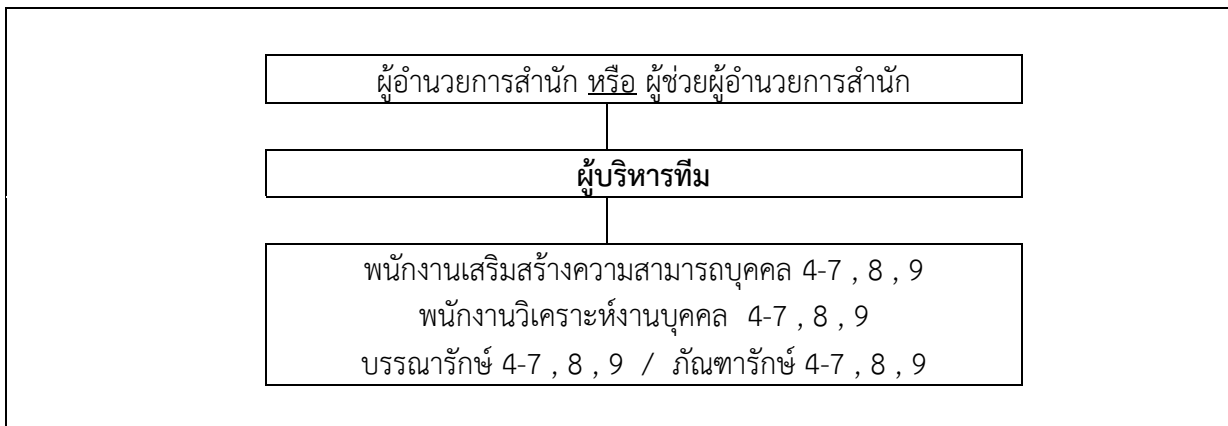 ผู้อำนวยการสำนัก หรือ ผู้ช่วยผู้อำนวยการสำนัก
ผู้บริหารทีม
พนักงานเสริมสร้างความสามารถบุคคล 4-7 , 8 , 9
พนักงานวิเคราะห์งานบุคคล 4-7 , 8 , 9
บรรณารักษ์ 4-7 , 8 , 9 / ภัณฑารักษ์ 4-7 , 8 , 9